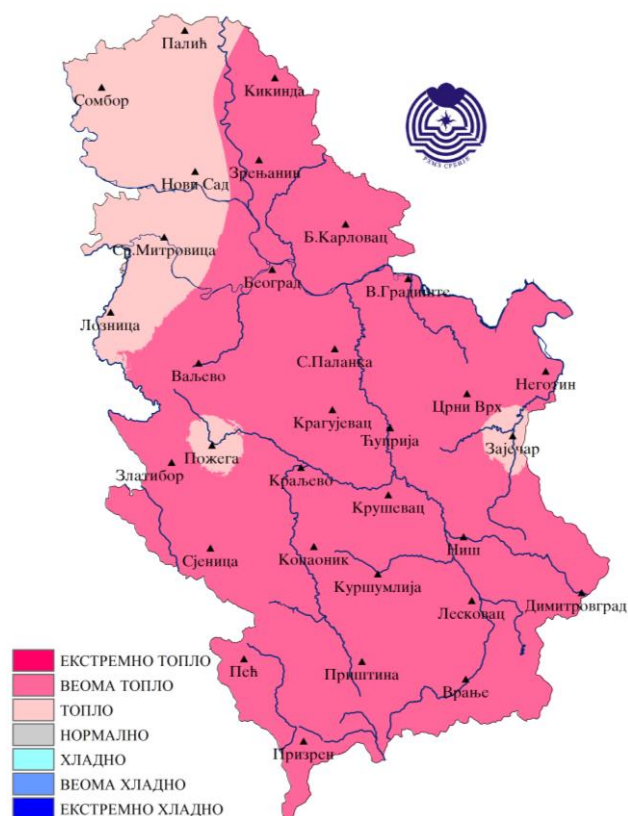 Палић
Кикинда
Сомбор
РХМЗ СРБИЈЕ
Зрењанин
Нови Сад
Б.Карловац
Ср.Митровица
Београд
В.Градиште
Лозница
С.Паланка
Ваљево
Неготин
Црни Врх
Крагујевац
Ћуприја
Зајечар
Пожега
Златибор
Краљево
Крушевац
Ниш
Сјеница
Копаоник
Куршумлија
Лесковац
Димитровград
ЕКСТРЕМНО ТОПЛО
Пећ
Приштина
ВЕОМА ТОПЛО
Врање
ТОПЛО
НОРМАЛНО
Призрен
ХЛАДНО
ВЕОМА ХЛАДНО
ЕКСТРЕМНО ХЛАДНО